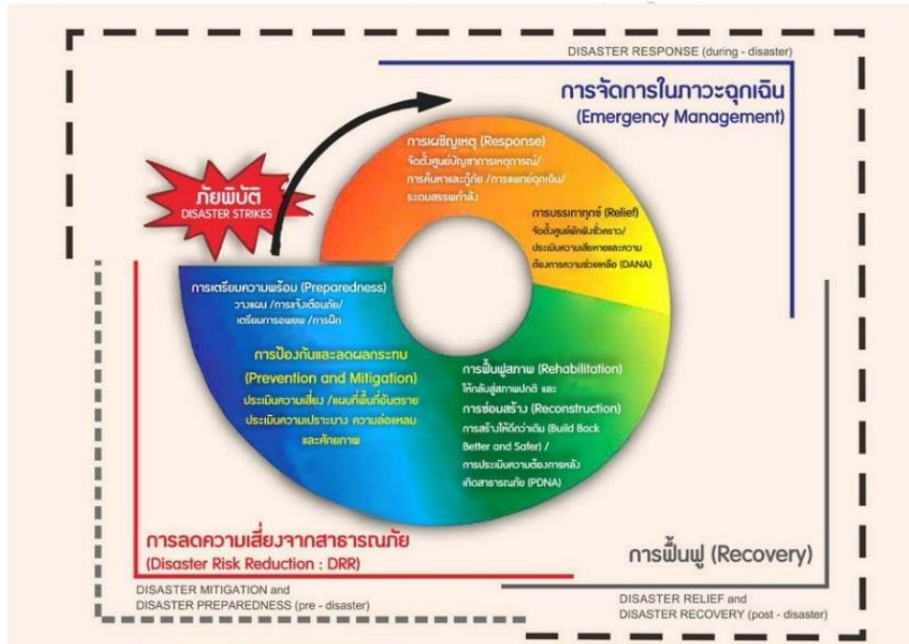 DISASTER RESPONSE (during - disaster)
การจัดการในภาวะฉุกเฉิน
(Emergency Management)
การเผชิญเหตุ (Response)
จัดตั้งศูนย์บัญชาการเหตุการณ์/
การค้นหาและกู้ภัย /การแพทย์ฉุกเฉิน/
ระดมสรรพกำลัง
ภัยพิบัติ
DISASTER STRIKES
การบรรเทาทุกข์ (Relief)
จัดตั้งศูนย์พักพิงชั่วคราว/
ประเมินความเสียหายและความ
ต้องการความช่วยเหลือ (DANA)
การเตรียมความพร้อม (Preparedness)
วางแผน /การแจ้งเตือนภัย/
เตรียมการอพยพ /การฝึก
การป้องกันและลดผลกระทบ
(Prevention and Mitigation)
ประเมินความเสี่ยง /แผนที่พื้นที่อันตราย
ประเมินความเปราะบาง ความล่อแหลม
และศักยภาพ
การฟื้นฟูสภาพ (Rehabilitation)
ให้กลับสู่สภาพปกติ และ
การซ่อมสร้าง (Reconstruction)
การสร้างให้ดีกว่าเดิม (Build Back
Better and Safer) /
การประเมินความต้องการหลัง
เกิดสาธารณภัย (PDNA)
การลดความเสี่ยงจากสาธารณภัย
(Disaster Risk Reduction : DRR)
DISASTER MITIGATION and
DISASTER PREPAREDNESS (pre - disaster)
การฟื้นฟู (Recovery)
DISASTER RELIEF and
DISASTER RECOVERY (post - disaster)